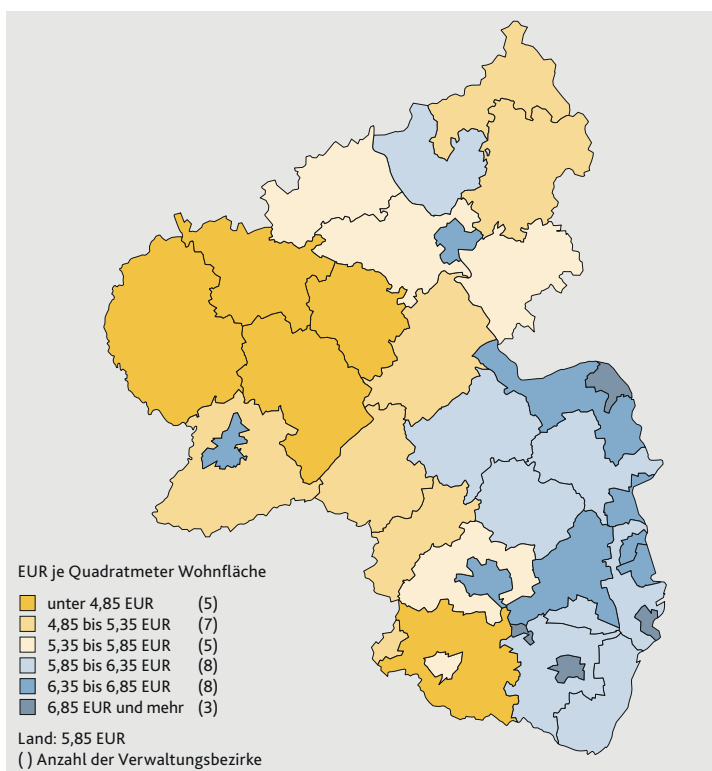 EUR je Quadratmeter Wohnfläche
unter 4,85 EUR (5)
4,85 bis 5,35 EUR (7)
5,35 bis 5,85 EUR (5)
5,85 bis 6,35 EUR (8)
6,35 bis 6,85 EUR (8)
6,85 EUR und mehr (3)
Land: 5,85 EUR
( ) Anzahl der Verwaltungsbezirke